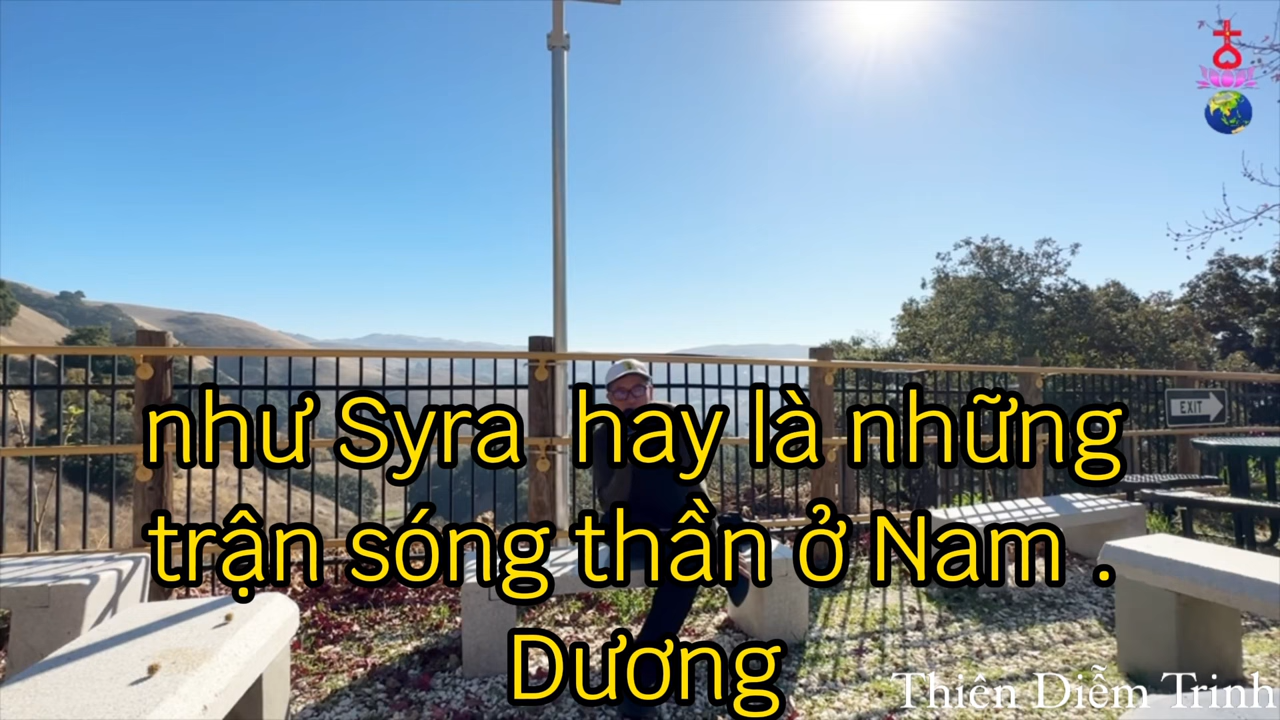 như Syra hay là những
trận sóng thần ở Nam .
Dương
EXIT
Thiên Diễm Trinh